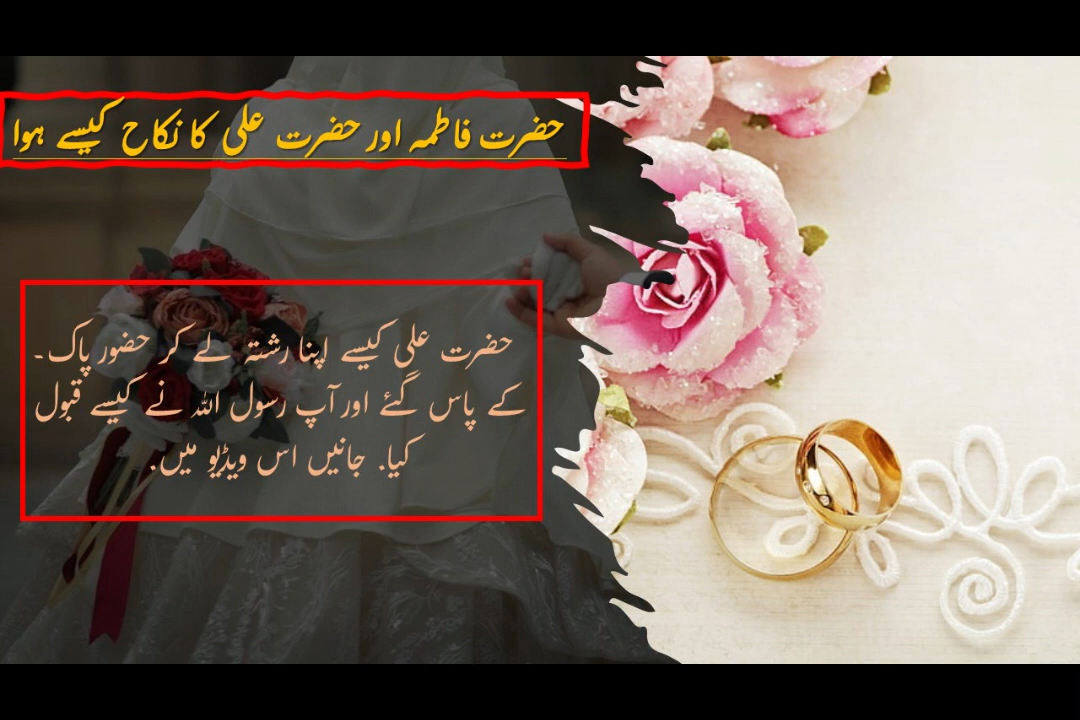 حضرت فاطمہ اور حضرت علی کا نکاح کیسے ہوا
حضرت علی کیسے اپنا رشتہ لے کر حضور پاک۔
کے پاس گئے اور آپ رسول اللہ نے کیسے قبول
کیا. جانیں اس ویڈیو میں.